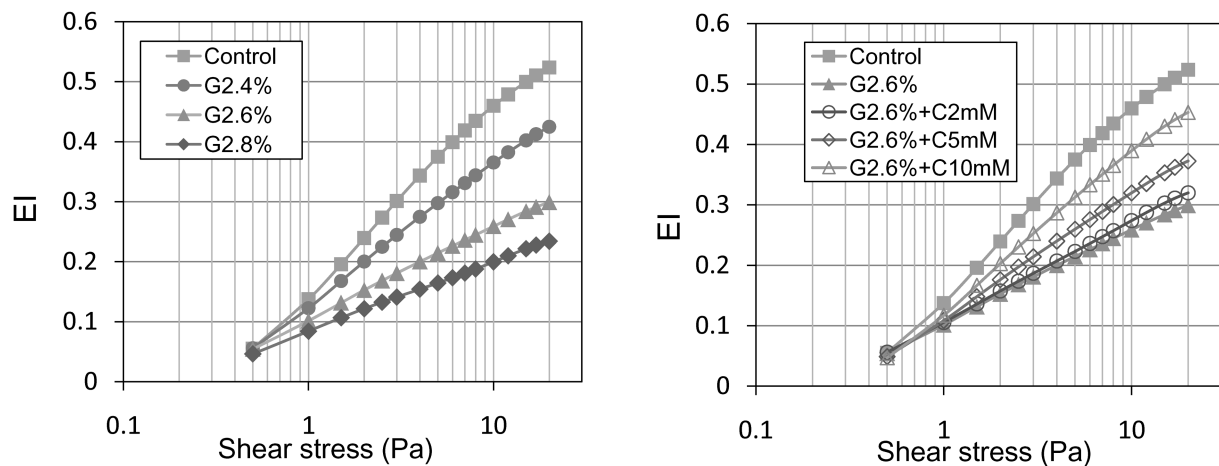 0.6
0.5
0.4
0.3
0.2
0.1
0
EI
Control
G2.4%
G2.6%
G2.8%
0.1
1
10
Shear stress (Pa)
0.6
0.5
0.4
0.3
0.2
0.1
0
EI
Control
G2.6%
G2.6%+C2mM
G2.6%+C5mM
G2.6%+C10mM
0.1
1
10
Shear stress (Pa)